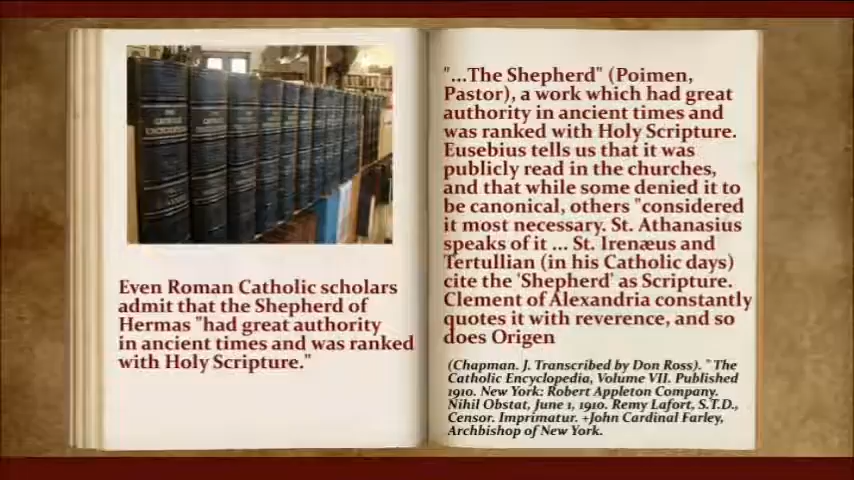 THE
CATHOLIC
ENCYCLOPEDIA
Even Roman Catholic scholars
admit that the Shepherd of
Hermas "had great authority
in ancient times and was ranked
with Holy Scripture."
"...The Shepherd" (Poimen,
Pastor), a work which had great
authority in ancient times and
was ranked with Holy Scripture.
Eusebius tells us that it was
publicly read in the churches,
and that while some denied it to
be canonical, others "considered
it most necessary. St. Athanasius
speaks of it ... St. Irenæus and
Tertullian (in his Catholic days)
cite the 'Shepherd' as Scripture.
Clement of Alexandria constantly
quotes it with reverence, and so
does Origen
(Chapman. J. Transcribed by Don Ross). " The
Catholic Encyclopedia, Volume VII. Published
1910. New York: Robert Appleton Company.
Nihil Obstat, June 1, 1910. Remy Lafort, S.T.D.,
Censor. Imprimatur. +John Cardinal Farley,
Archbishop of New York.